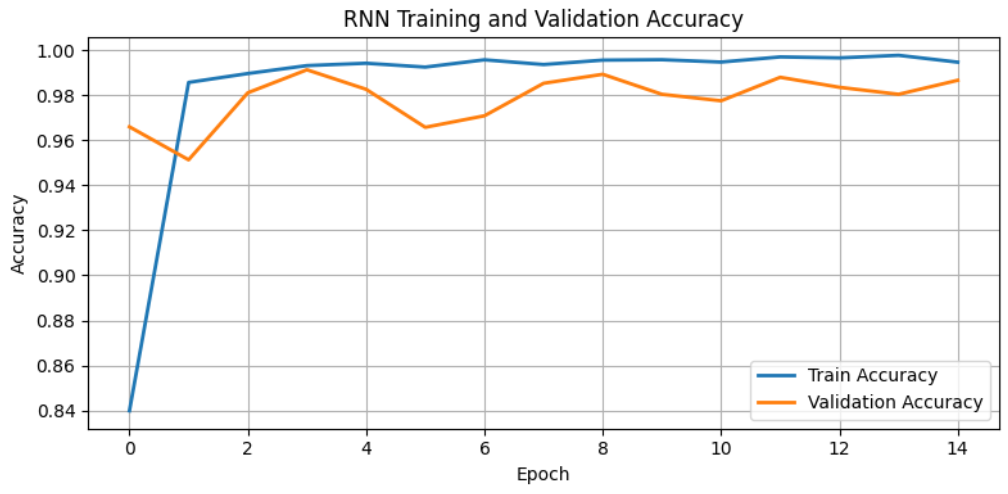 RNN Training and Validation Accuracy
1.00
0.98
0.96
0.94
0.92
0.90
0.88
0.86
0.84
Accuracy
Train Accuracy
Validation Accuracy
0 2 4 6 8 10 12 14
Epoch